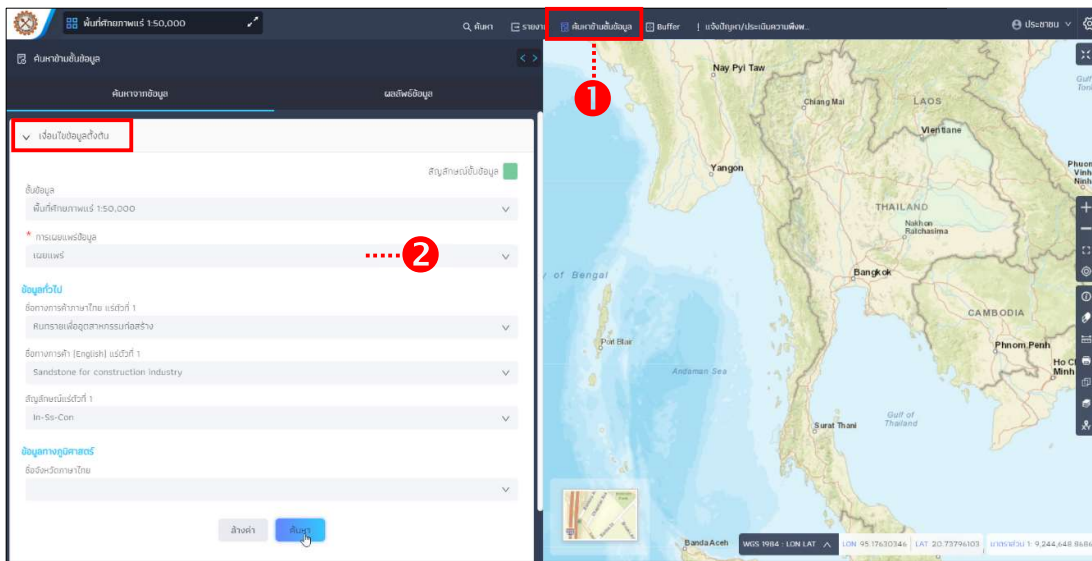 พื้นที่ศักยภาพแร่ 1:50,000
ค้นหา
ค้นหาข้ามชั้นข้อมูล
Buffer
! แจ้งปัญหา/ประเมินความพึงพ...
ประชาชน
ค้นหาข้ามชั้นข้อมูล
< >
ค้นหาจากข้อมูล
ผลลัพธ์ข้อมูล
เงื่อนไขข้อมูลตั้งต้น
สัญลักษณ์ชั้นข้อมูล
ชั้นข้อมูล
พื้นที่ศักยภาพแร่ 1:50,000
* การเผยแพร่ข้อมูล
เผยแพร่
ข้อมูลทั่วไป
ชื่อทางการค้าภาษาไทย แร่ตัวที่ 1
หินทรายเพื่ออุตสาหกรรมก่อสร้าง
ชื่อทางการค้า (English) แร่ตัวที่ 1
Sandstone for construction industry
สัญลักษณ์แร่ตัวที่ 1
In-Ss-Con
ข้อมูลทางภูมิศาสตร์
ชื่อจังหวัดภาษาไทย
ล้างค่า
ค้นหา
1
2
Nay Pyi Taw
Chiang Mai
LAOS
Vientiane
Yangon
THAILAND
Nakhon
Ratchasima
of Bengal
Bangkok
CAMBODIA
Phnom Penh
Ho C
Minh
Port Blair
Andaman Sea
Gulf of
Thailand
Surat Thani
Banda Aceh
WGS 1984 : LON LAT
LON 95.17630346
LAT 20.73796103
มาตราส่วน 1: 9,244,648.8686